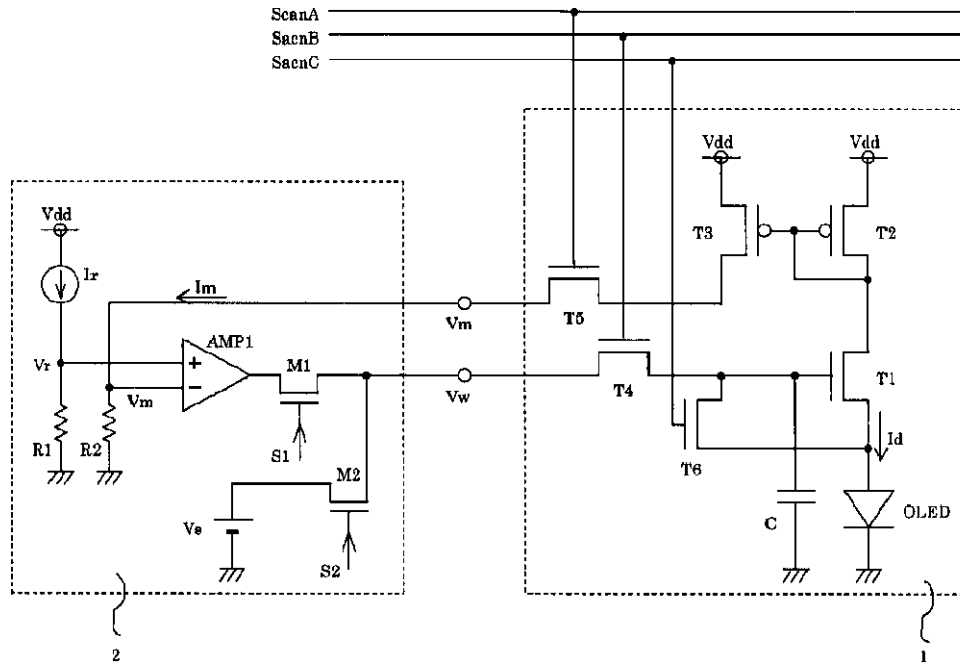 ScanA
SacnB
SacnC
Vdd
Vdd
T3
T2
Vdd
Ir
Im
Vm
T5
AMP1
Vr
+
M1
Vm
−
Vw
T4
T1
R1
R2
S1
T6
Id
M2
Vs
C
OLED
S2
2
1